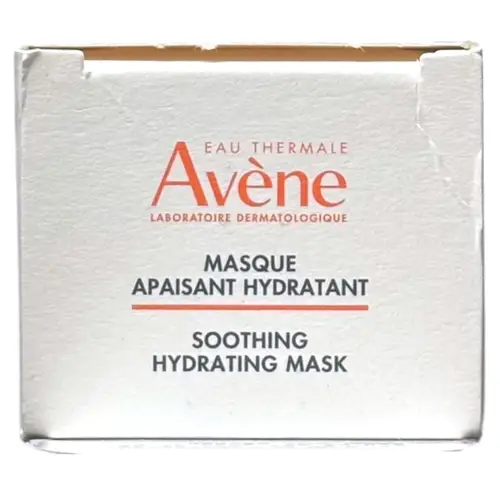 EAU THERMALE
Avène
LABORATOIRE DERMATOLOGIQUE
MASQUE
APAISANT HYDRATANT
SOOTHING
HYDRATING MASK